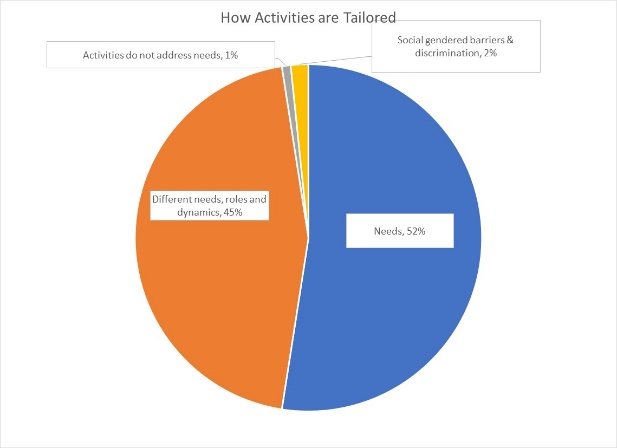 How Activities are Tailored
Social gendered barriers &
discrimination, 2%
Activities do not address needs, 1%
Different needs, roles and
dynamics, 45%
Needs, 52%